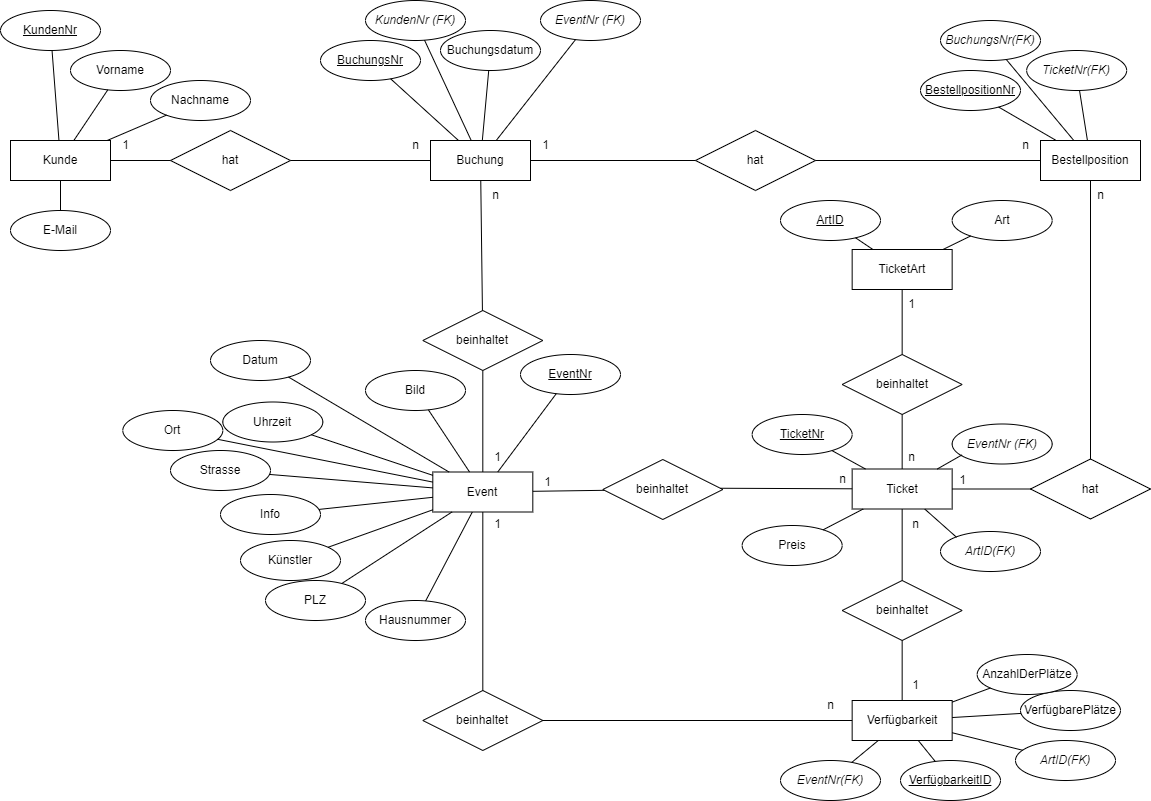 KundenNr
Vorname
Nachname
Kunde
E-Mail
1
hat
n
KundenNr (FK)
EventNr (FK)
Buchungsdatum
BuchungsNr
Buchung
1
hat
n
BuchungsNr(FK)
TicketNr(FK)
BestellpositionNr
Bestellposition
n
n
beinhaltet
1
ArtID
Art
TicketArt
1
beinhaltet
n
Datum
Bild
EventNr
Ort
Uhrzeit
Strasse
Info
Künstler
PLZ
Hausnummer
Event
1
beinhaltet
n
TicketNr
EventNr (FK)
Ticket
1
hat
Preis
ArtID(FK)
n
beinhaltet
1
1
beinhaltet
n
Verfügbarkeit
AnzahlDerPlätze
VerfügbarePlätze
ArtID(FK)
EventNr(FK)
VerfügbarkeitID